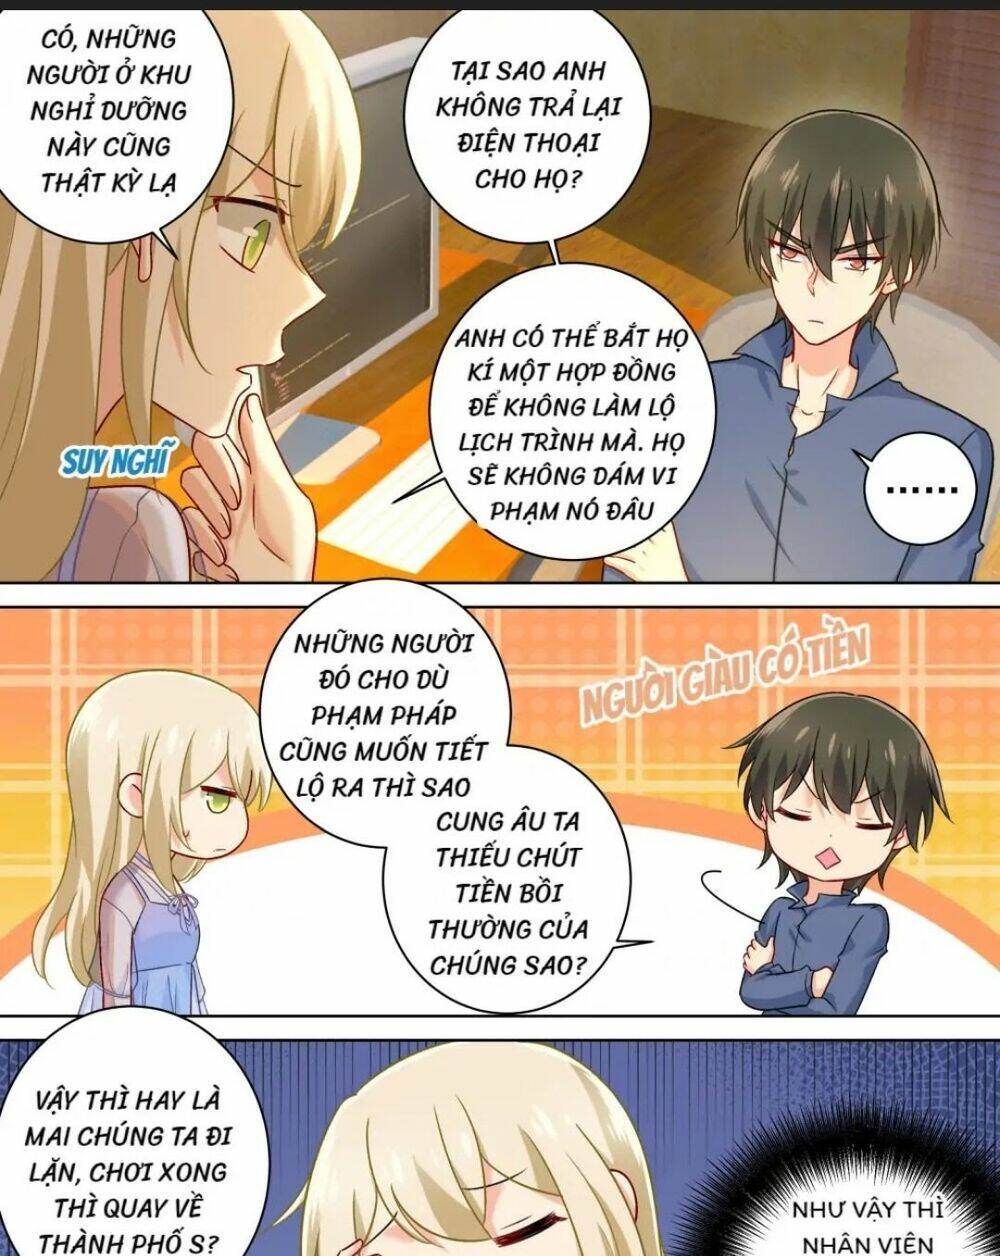 CÓ, NHỮNG
NGƯỜI Ở KHU
NGHỈ DƯỠNG
NÀY CŨNG
THẬT KỲ LẠ
TẠI SAO ANH
KHÔNG TRẢ LẠI
ĐIỆN THOẠI
CHO HỌ?
ANH CÓ THỂ BẮT HỌ
KÍ MỘT HỢP ĐỒNG
ĐỂ KHÔNG LÀM LỘ
LỊCH TRÌNH MÀ. HỌ
SẼ KHÔNG DÁM VI
PHẠM NÓ ĐÂU
SUY NGHĨ
......
NHỮNG NGƯỜI
ĐÓ CHO DÙ
PHẠM PHÁP
CŨNG MUỐN TIẾT
LỘ RA THÌ SAO
NGƯỜI GIÀU CÓ TIỀN
CUNG ÂU TA
THIẾU CHÚT
TIỀN BỒI
THƯỜNG CỦA
CHÚNG SAO?
VẬY THÌ HAY LÀ
MAI CHÚNG TA ĐI
LẶN, CHƠI XONG
THÌ QUAY VỀ
THÀNH PHỐ S?
NHƯ VẬY THÌ
NHÂN VIÊN